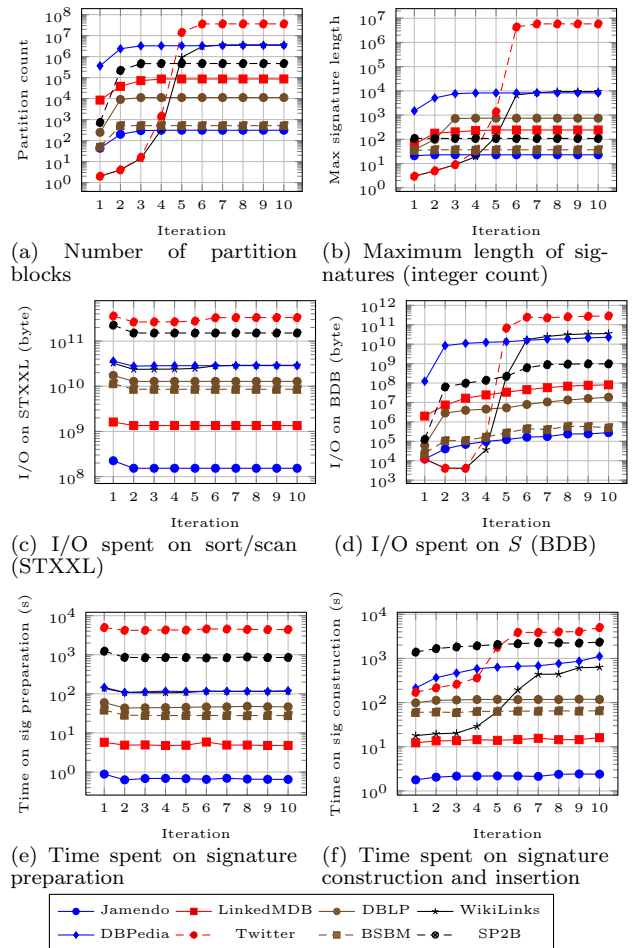 10^8
10^7
10^6
10^5
10^4
10^3
10^2
10^1
10^0
Partition count
1 2 3 4 5 6 7 8 9 10
Iteration
(a) Number of partition
blocks
10^7
10^6
10^5
10^4
10^3
10^2
10^1
10^0
Max signature length
1 2 3 4 5 6 7 8 9 10
Iteration
(b) Maximum length of sig-
natures (integer count)
10^11
10^10
10^9
10^8
I/O on STXXL (byte)
1 2 3 4 5 6 7 8 9 10
Iteration
(c) I/O spent on sort/scan
(STXXL)
10^12
10^11
10^10
10^9
10^8
10^7
10^6
10^5
10^4
10^3
I/O on BDB (byte)
1 2 3 4 5 6 7 8 9 10
Iteration
(d) I/O spent on S (BDB)
10^4
10^3
10^2
10^1
10^0
Time on sig preparation (s)
1 2 3 4 5 6 7 8 9 10
Iteration
(e) Time spent on signature
preparation
10^4
10^3
10^2
10^1
10^0
Time on sig construction (s)
1 2 3 4 5 6 7 8 9 10
Iteration
(f) Time spent on signature
construction and insertion
Jamendo LinkedMDB DBLP WikiLinks
DBPedia Twitter BSBM SP2B